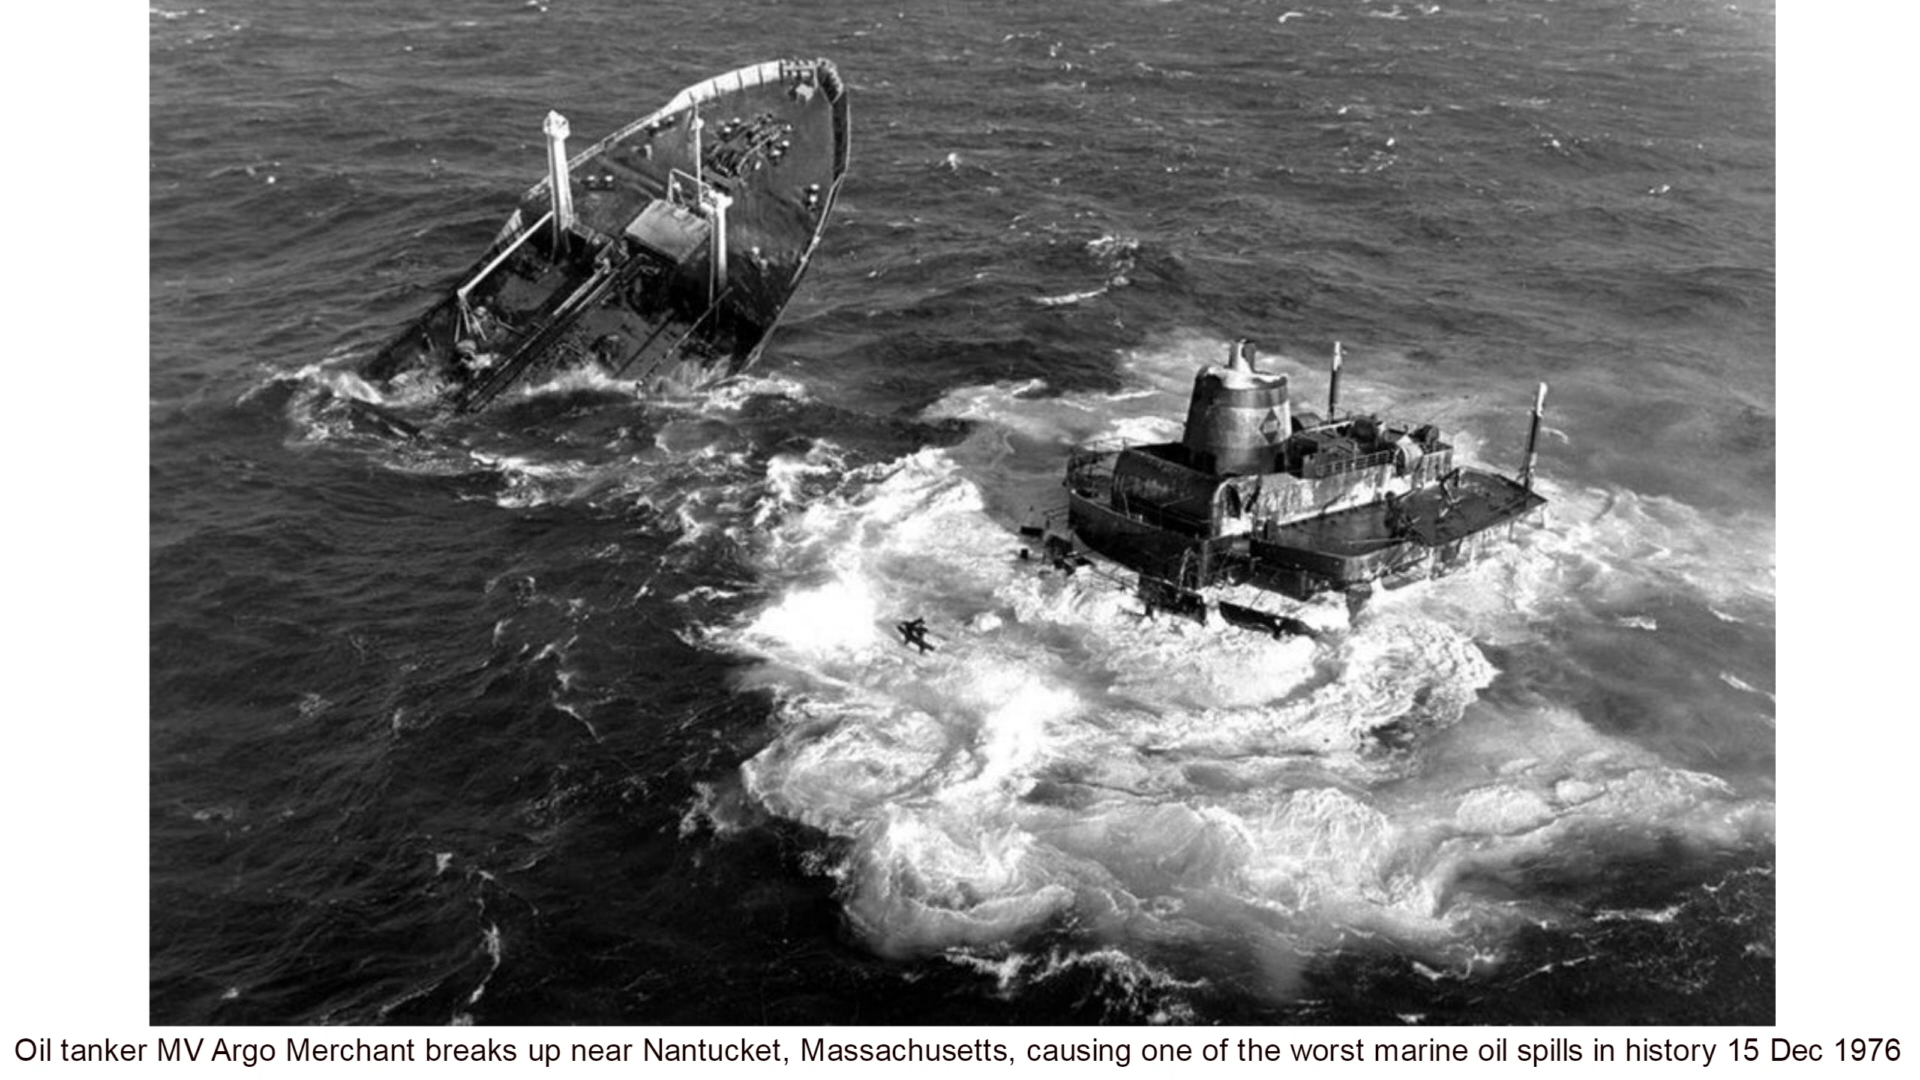 Oil tanker MV Argo Merchant breaks up near Nantucket, Massachusetts, causing one of the worst marine oil spills in history 15 Dec 1976